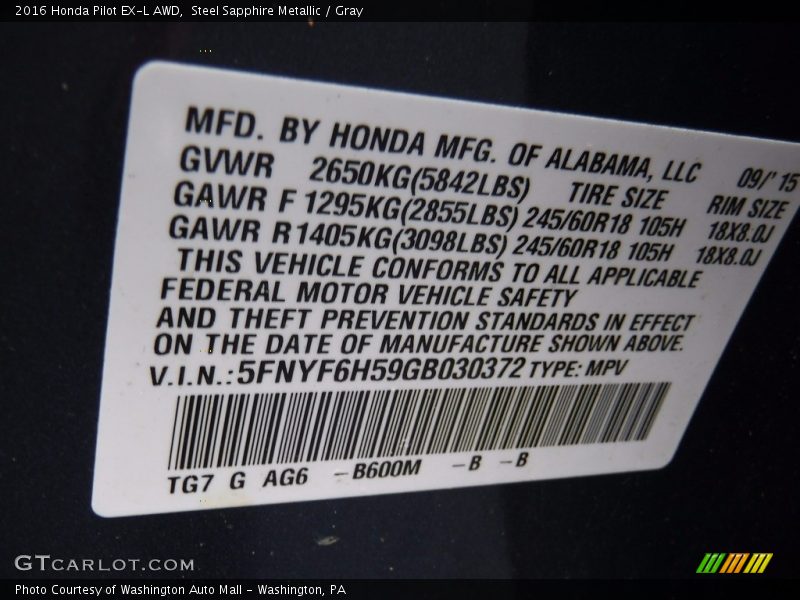 2016 Honda Pilot EX-L AWD,  Steel Sapphire Metallic / Gray
MFD. BY HONDA MFG. OF ALABAMA, LLC 09/'15
GVWR 2650KG(5842LBS) TIRE SIZE RIM SIZE
GAWR F 1295KG(2855LBS) 245/60R18 105H 18X8.0J
GAWR R 1405KG(3098LBS) 245/60R18 105H 18X8.0J
THIS VEHICLE CONFORMS TO ALL APPLICABLE
FEDERAL MOTOR VEHICLE SAFETY
AND THEFT PREVENTION STANDARDS IN EFFECT
ON THE DATE OF MANUFACTURE SHOWN ABOVE.
V.I.N.: 5FNYF6H59GB030372 TYPE: MPV
TG7 G AG6 -B600M -B -B
GTCARLOT.COM
Photo Courtesy of Washington Auto Mall - Washington, PA